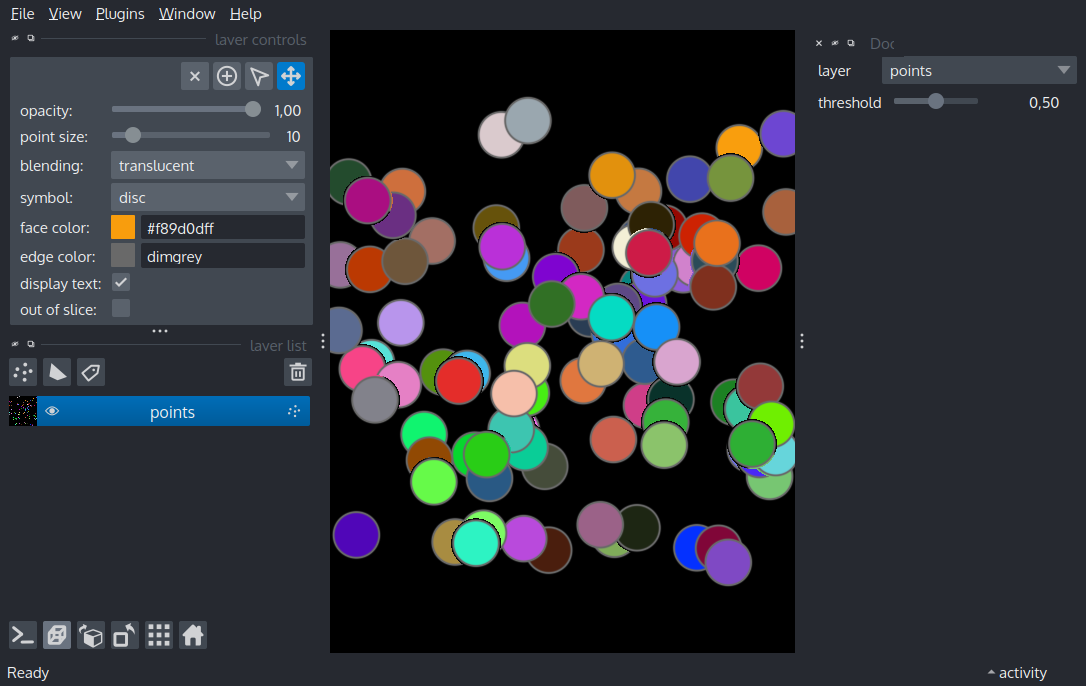 File View Plugins Window Help
layer controls
opacity: 1,00
point size: 10
blending: translucent
symbol: disc
face color: #f89d0dff
edge color: dimgrey
display text:
out of slice:
layer list
points
Ready
Doc
layer points
threshold 0,50
activity